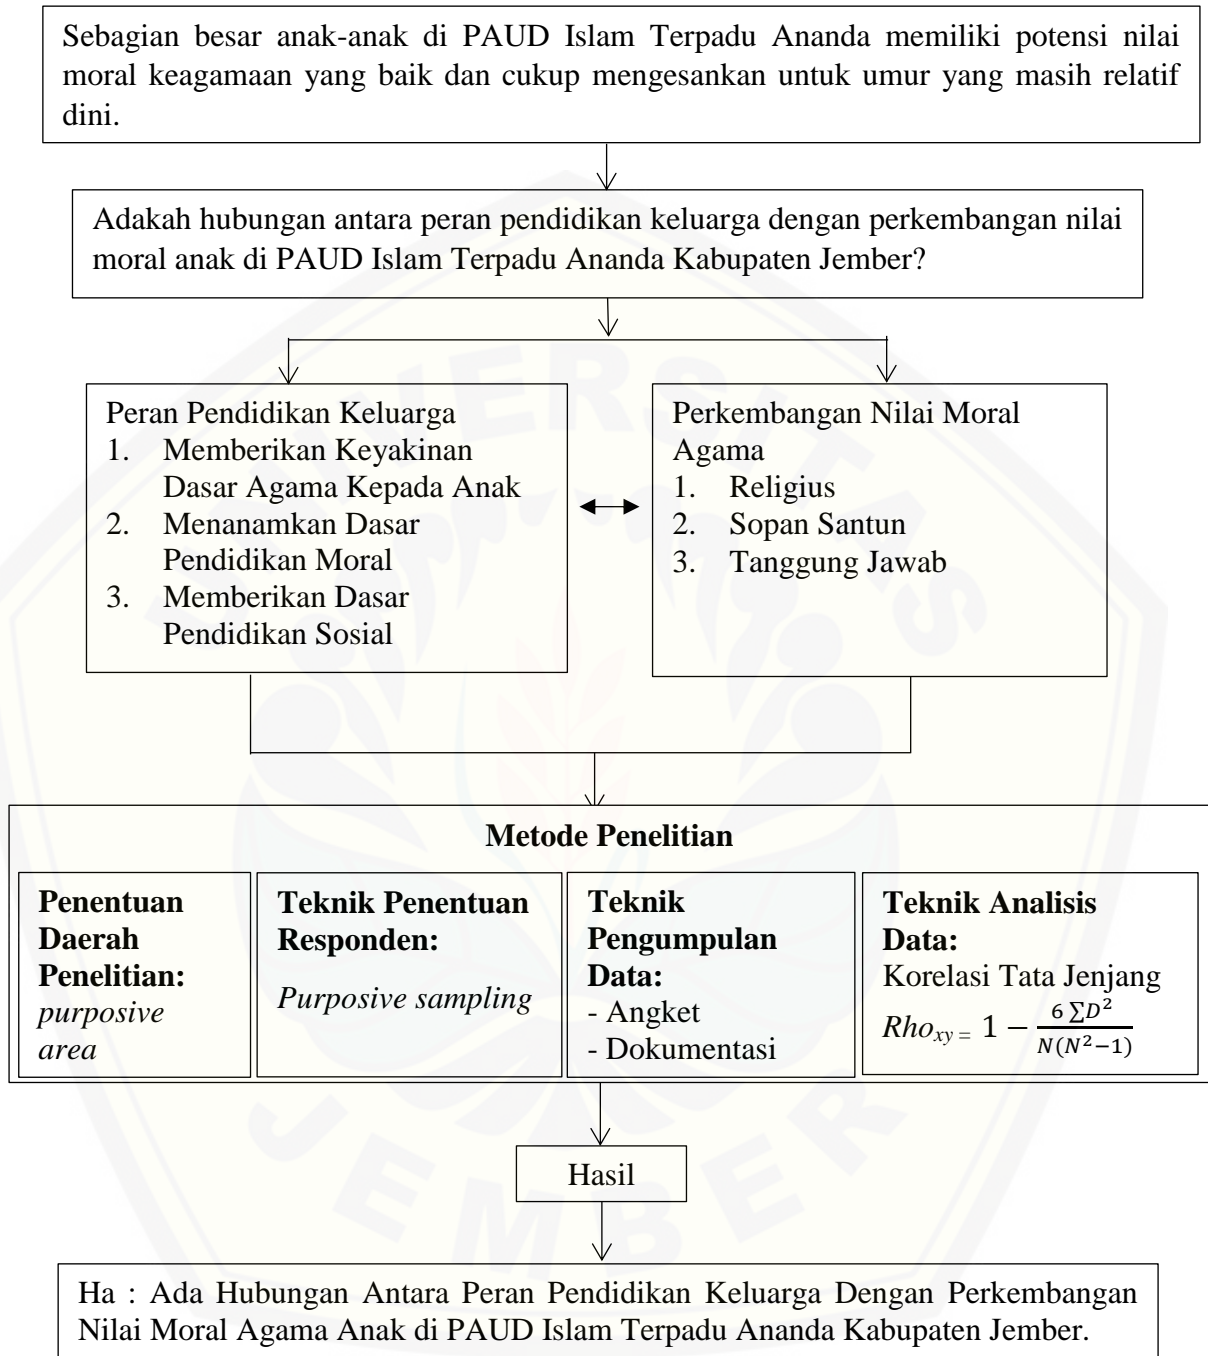 Sebagian besar anak-anak di PAUD Islam Terpadu Ananda memiliki potensi nilai
moral keagamaan yang baik dan cukup mengesankan untuk umur yang masih relatif
dini.
Adakah hubungan antara peran pendidikan keluarga dengan perkembangan nilai
moral anak di PAUD Islam Terpadu Ananda Kabupaten Jember?
Peran Pendidikan Keluarga
1. Memberikan Keyakinan
Dasar Agama Kepada Anak
2. Menanamkan Dasar
Pendidikan Moral
3. Memberikan Dasar
Pendidikan Sosial
Perkembangan Nilai Moral
Agama
1. Religius
2. Sopan Santun
3. Tanggung Jawab
Metode Penelitian
Penentuan
Daerah
Penelitian:
purposive
area
Teknik Penentuan
Responden:
Purposive sampling
Teknik
Pengumpulan
Data:
- Angket
- Dokumentasi
Teknik Analisis
Data:
Korelasi Tata Jenjang
Rho_xy = 1 − 6 ∑D² / N(N²−1)
Hasil
Ha : Ada Hubungan Antara Peran Pendidikan Keluarga Dengan Perkembangan
Nilai Moral Agama Anak di PAUD Islam Terpadu Ananda Kabupaten Jember.
UNIVERSITAS
JEMBER